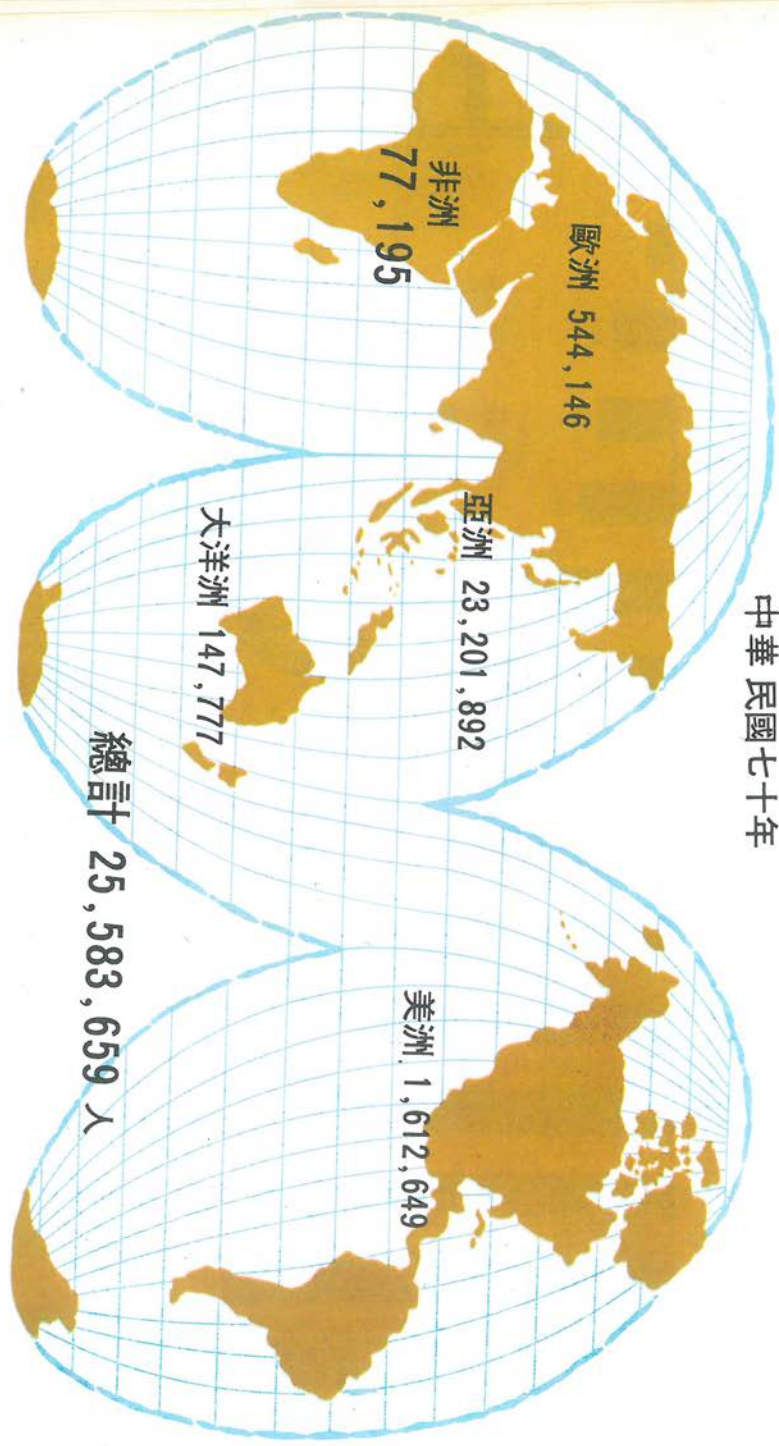 中華民國七十年
歐洲 544,146
非洲
77,195
亞洲 23,201,892
大洋洲 147,777
美洲 1,612,649
總計 25,583,659 人